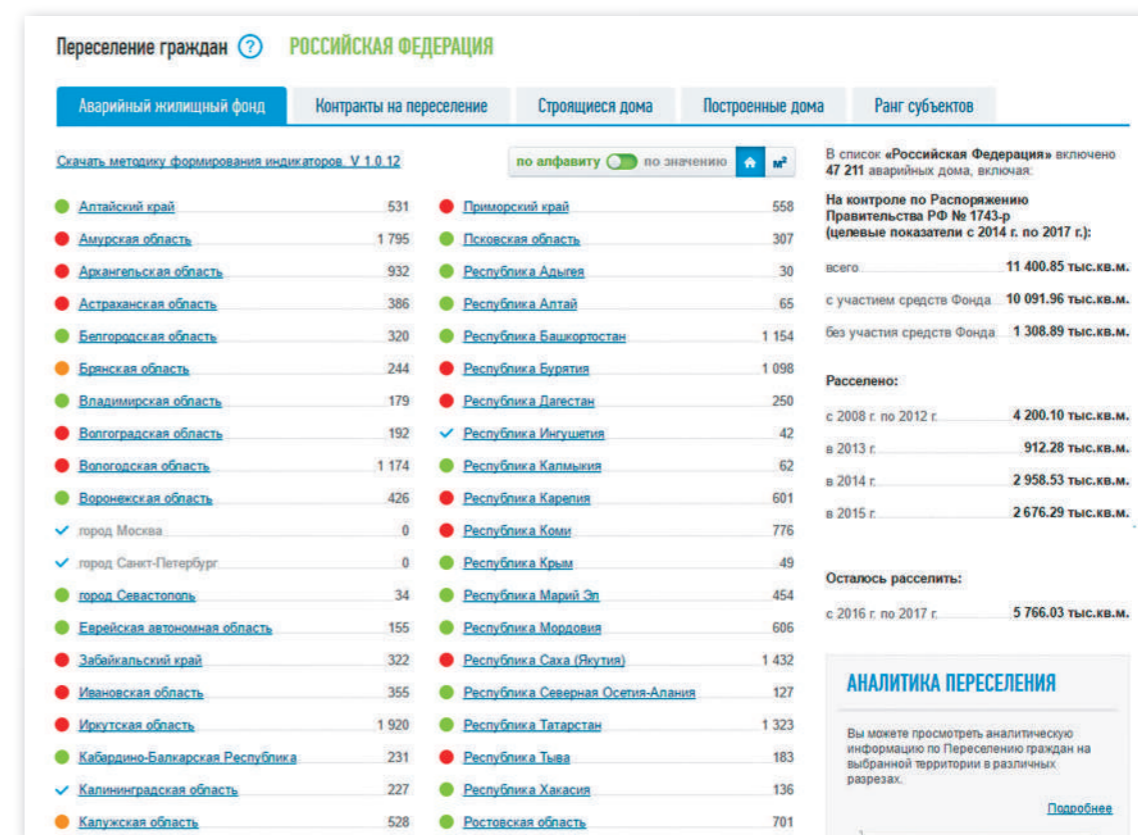 Переселение граждан ? РОССИЙСКАЯ ФЕДЕРАЦИЯ
Аварийный жилищный фонд Контракты на переселение Строящиеся дома Построенные дома Ранг субъектов
Скачать методику формирования индикаторов V 1.0.12
по алфавиту по значению м²
Алтайский край 531
Амурская область 1 795
Архангельская область 932
Астраханская область 386
Белгородская область 320
Брянская область 244
Владимирская область 179
Волгоградская область 192
Вологодская область 1 174
Воронежская область 426
город Москва 0
город Санкт-Петербург 0
город Севастополь 34
Еврейская автономная область 155
Забайкальский край 322
Ивановская область 355
Иркутская область 1 920
Кабардино-Балкарская Республика 231
Калининградская область 227
Калужская область 528
Приморский край 558
Псковская область 307
Республика Адыгея 30
Республика Алтай 65
Республика Башкортостан 1 154
Республика Бурятия 1 098
Республика Дагестан 250
Республика Ингушетия 42
Республика Калмыкия 62
Республика Карелия 601
Республика Коми 776
Республика Крым 49
Республика Марий Эл 454
Республика Мордовия 606
Республика Саха (Якутия) 1 432
Республика Северная Осетия-Алания 127
Республика Татарстан 1 323
Республика Тыва 183
Республика Хакасия 136
Ростовская область 701
В список «Российская Федерация» включено
47 211 аварийных дома, включая:
На контроле по Распоряжению
Правительства РФ № 1743-р
(целевые показатели с 2014 г. по 2017 г.):
всего 11 400.85 тыс.кв.м.
с участием средств Фонда 10 091.96 тыс.кв.м.
без участия средств Фонда 1 308.89 тыс.кв.м.
Расселено:
с 2008 г. по 2012 г. 4 200.10 тыс.кв.м.
в 2013 г. 912.28 тыс.кв.м.
в 2014 г. 2 958.53 тыс.кв.м.
в 2015 г. 2 676.29 тыс.кв.м.
Осталось расселить:
с 2016 г. по 2017 г. 5 766.03 тыс.кв.м.
АНАЛИТИКА ПЕРЕСЕЛЕНИЯ
Вы можете просмотреть аналитическую
информацию по Переселению граждан на
выбранной территории в различных
разрезах.
Подробнее